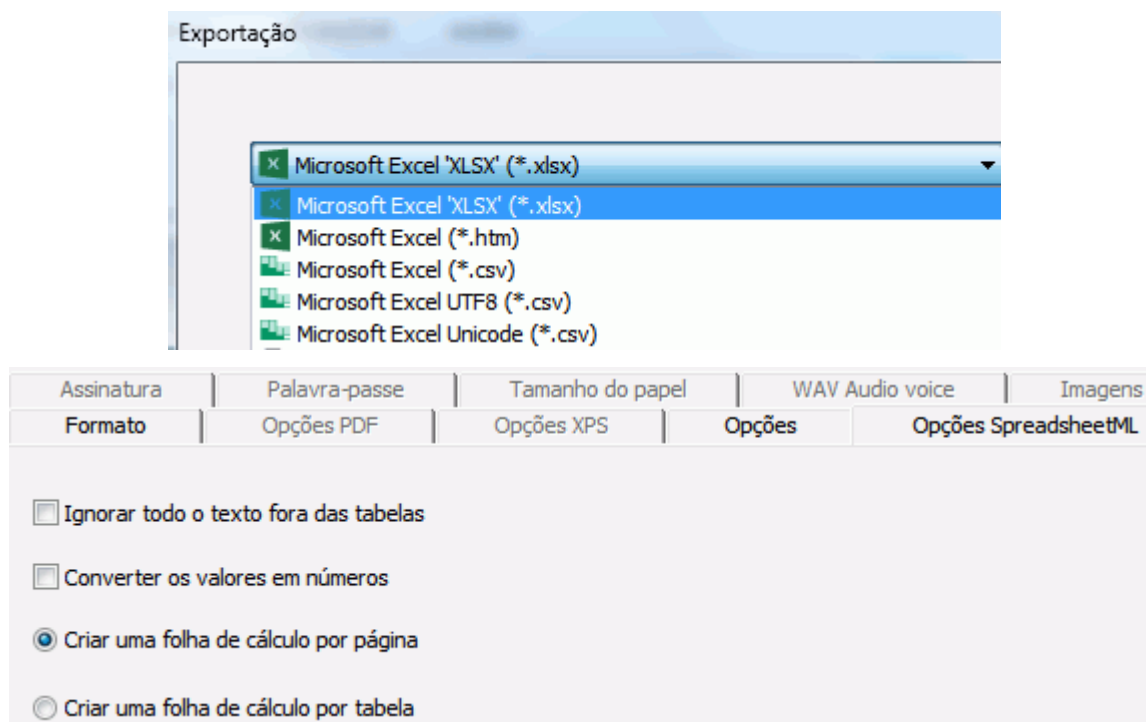 Exportação
Microsoft Excel 'XLSX' (*.xlsx)
Microsoft Excel 'XLSX' (*.xlsx)
Microsoft Excel (*.htm)
Microsoft Excel (*.csv)
Microsoft Excel UTF8 (*.csv)
Microsoft Excel Unicode (*.csv)
Assinatura Palavra-passe Tamanho do papel WAV Audio voice Imagens
Formato Opções PDF Opções XPS Opções Opções SpreadsheetML
Ignorar todo o texto fora das tabelas
Converter os valores em números
Criar uma folha de cálculo por página
Criar uma folha de cálculo por tabela